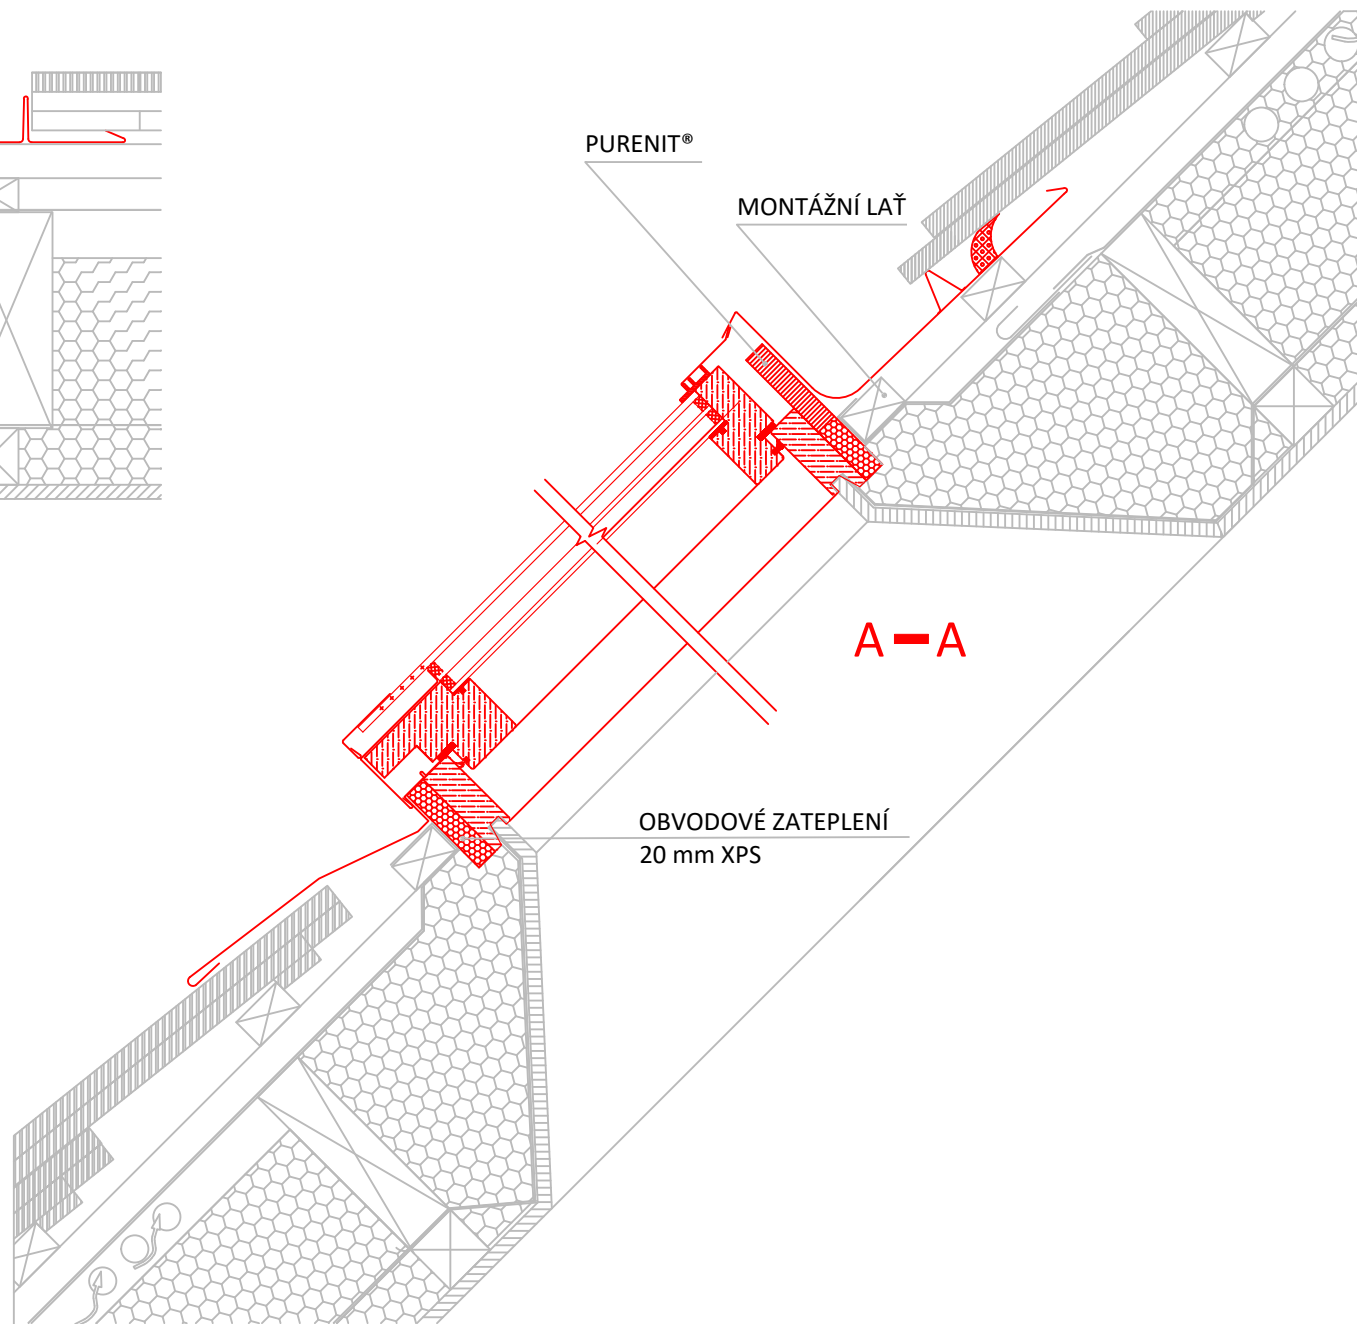 PURENIT®
MONTÁŽNÍ LAŤ
A – A
OBVODOVÉ ZATEPLENÍ
20 mm XPS